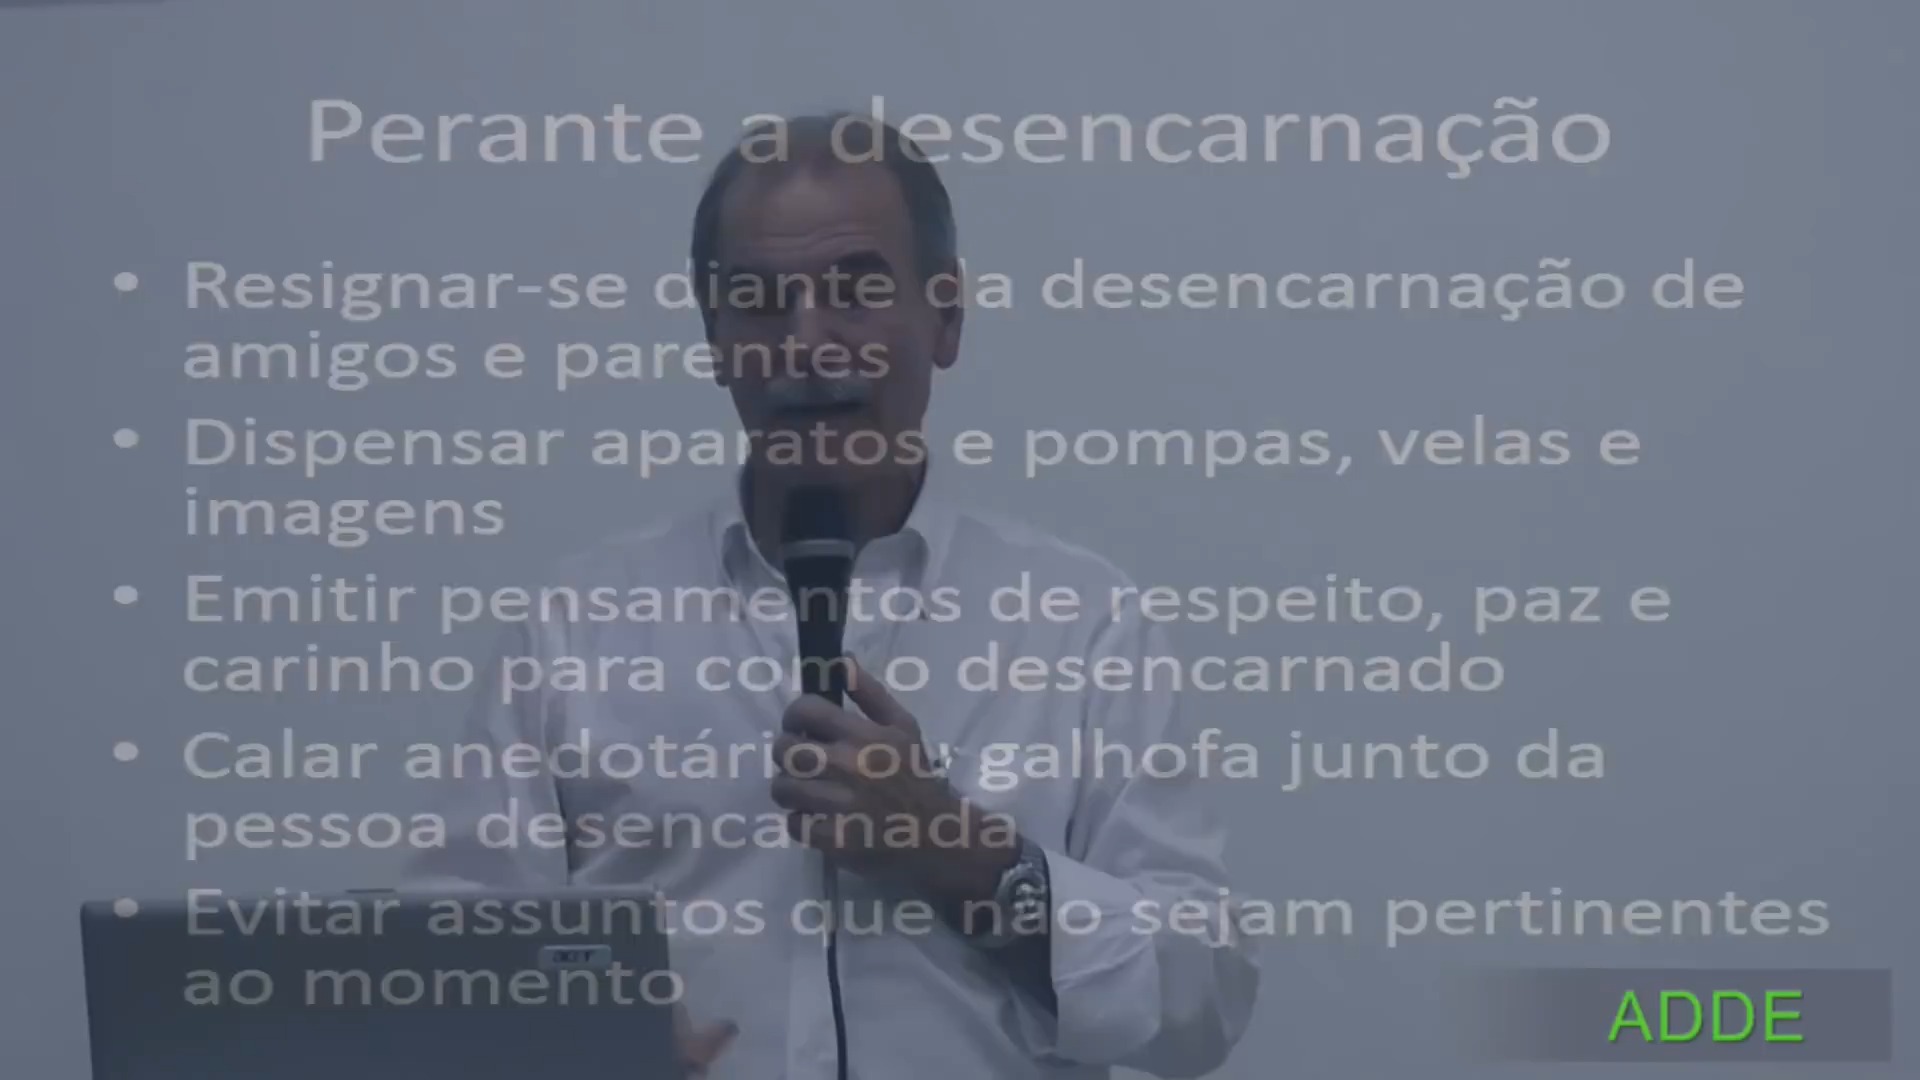 Perante a desencarnação
• Resignar-se diante da desencarnação de
amigos e parentes
• Dispensar aparatos e pompas, velas e
imagens
• Emitir pensamentos de respeito, paz e
carinho para com o desencarnado
• Calar anedotário ou galhofa junto da
pessoa desencarnada
• Evitar assuntos que não sejam pertinentes
ao momento
acer
ADDE